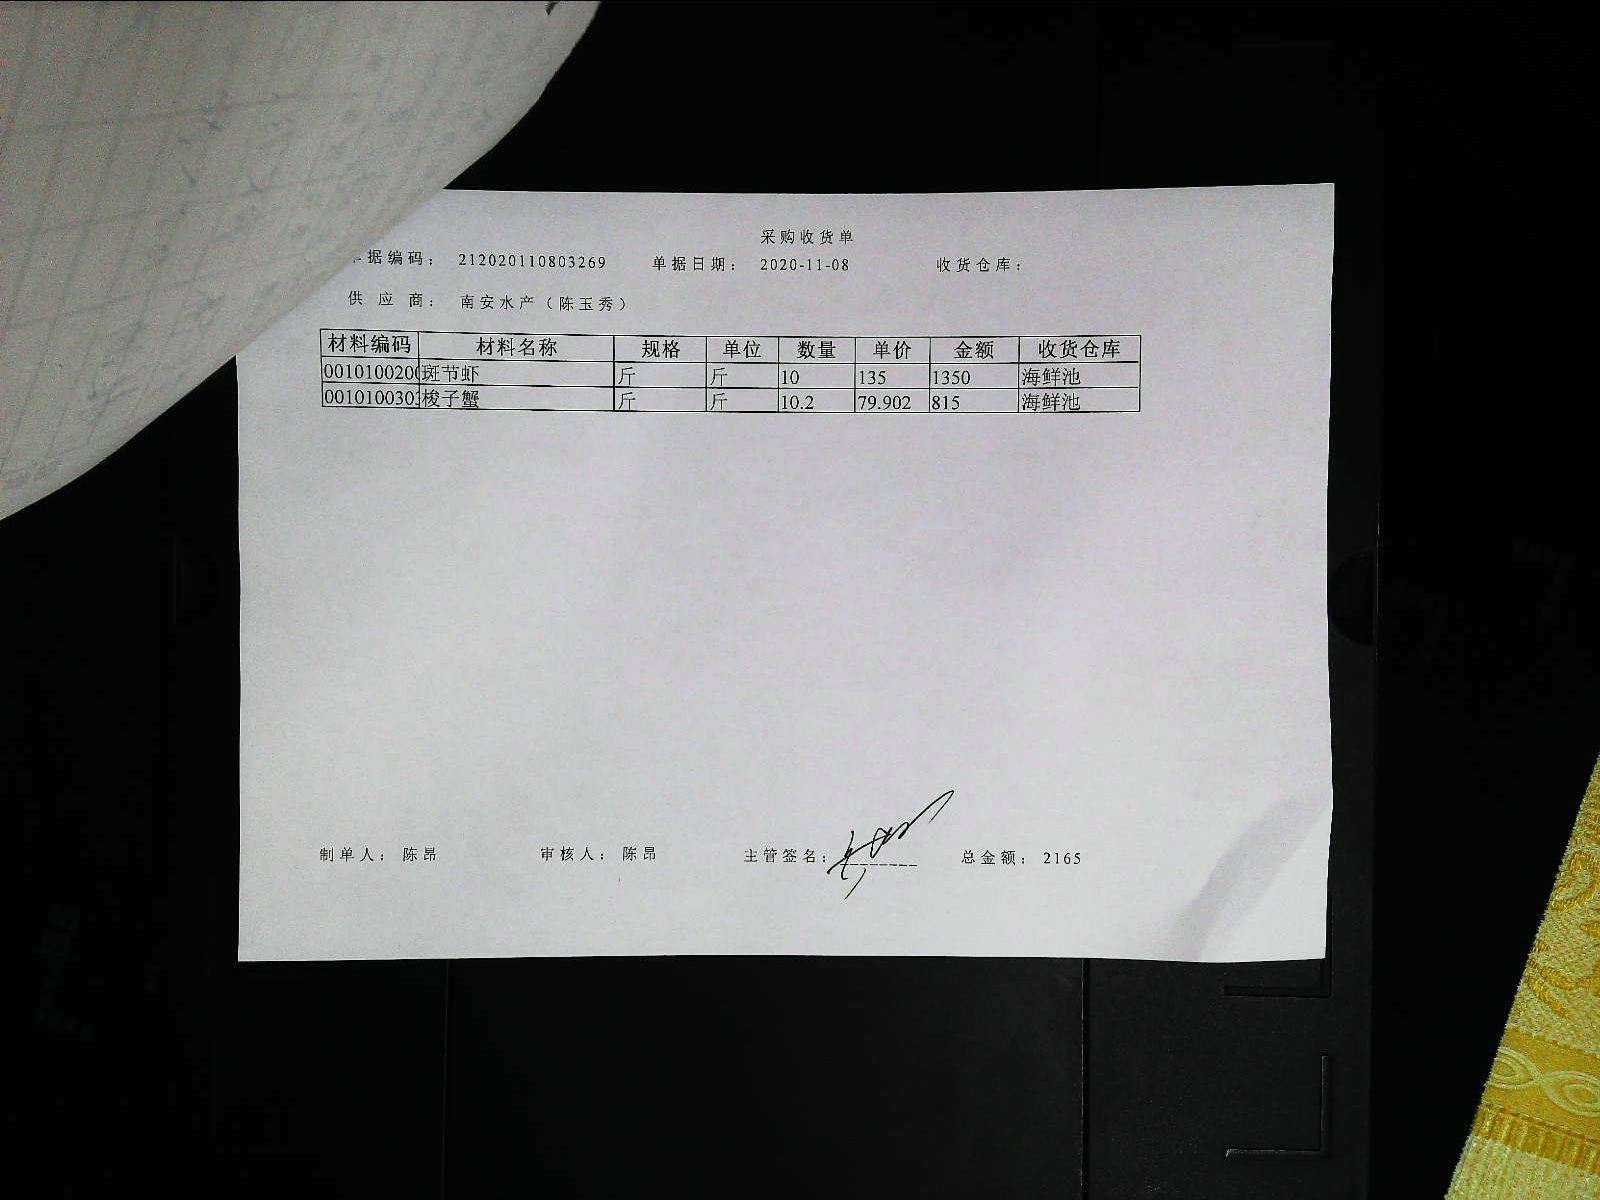 采购收货单
据编码： 212020110803269 单据日期： 2020-11-08 收货仓库：
供应商： 南安水产（陈玉秀）
材料编码 材料名称 规格 单位 数量 单价 金额 收货仓库
001010020 斑节虾 斤 斤 10 135 1350 海鲜池
001010030 梭子蟹 斤 斤 10.2 79.902 815 海鲜池
制单人： 陈昂 审核人： 陈昂 主管签名： 总金额： 2165